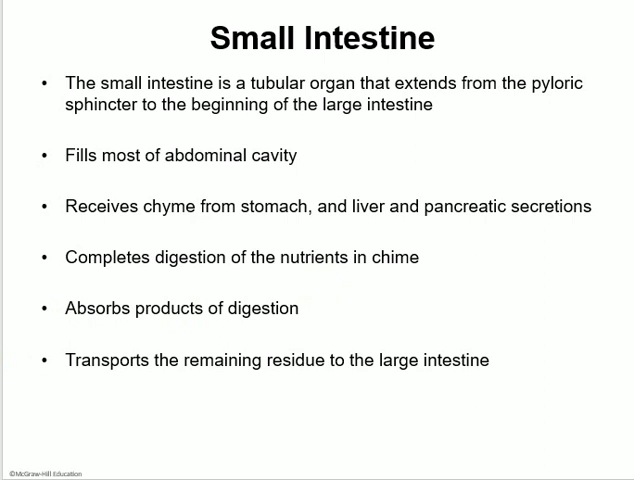 Small Intestine
• The small intestine is a tubular organ that extends from the pyloric
sphincter to the beginning of the large intestine
• Fills most of abdominal cavity
• Receives chyme from stomach, and liver and pancreatic secretions
• Completes digestion of the nutrients in chime
• Absorbs products of digestion
• Transports the remaining residue to the large intestine
©McGraw-Hill Education